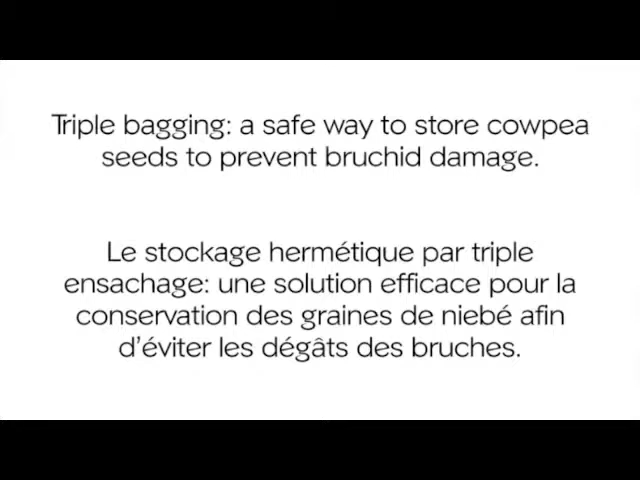 Triple bagging: a safe way to store cowpea
seeds to prevent bruchid damage.
Le stockage hermétique par triple
ensachage: une solution efficace pour la
conservation des graines de niebé afin
d’éviter les dégâts des bruches.